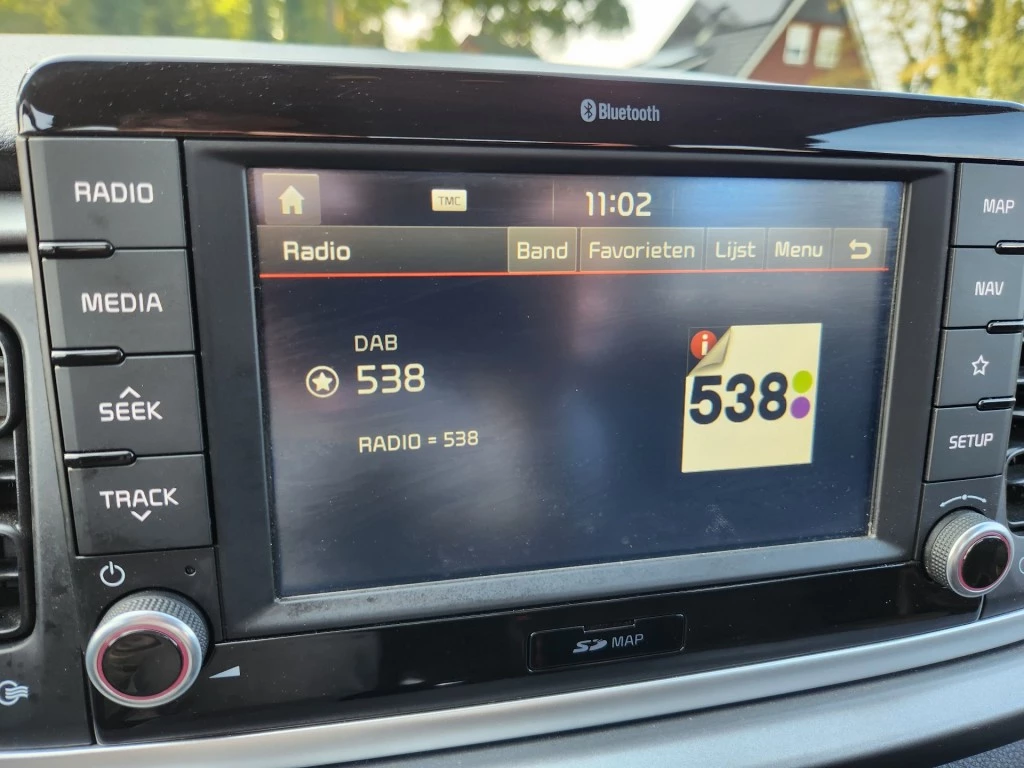 Bluetooth
RADIO
MEDIA
SEEK
TRACK
TMC
11:02
Radio
Band
Favorieten
Lijst
Menu
DAB
538
RADIO = 538
i
538
MAP
NAV
SETUP
SD MAP